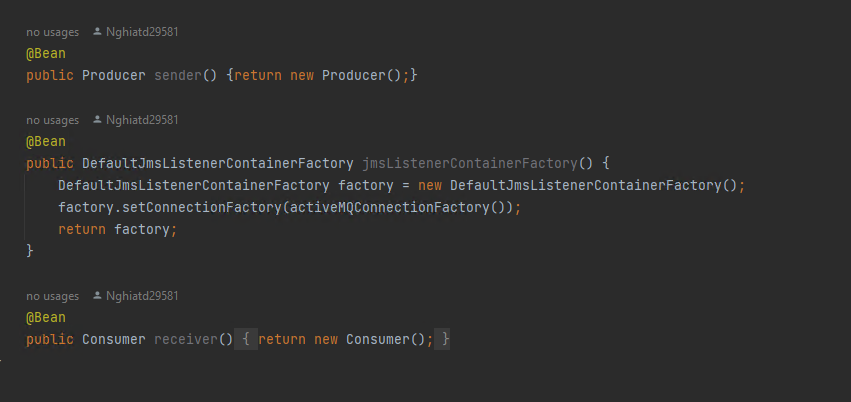 no usages Nghiatd29581
@Bean
public Producer sender() {return new Producer();}
no usages Nghiatd29581
@Bean
public DefaultJmsListenerContainerFactory jmsListenerContainerFactory() {
DefaultJmsListenerContainerFactory factory = new DefaultJmsListenerContainerFactory();
factory.setConnectionFactory(activeMQConnectionFactory());
return factory;
}
no usages Nghiatd29581
@Bean
public Consumer receiver() { return new Consumer(); }